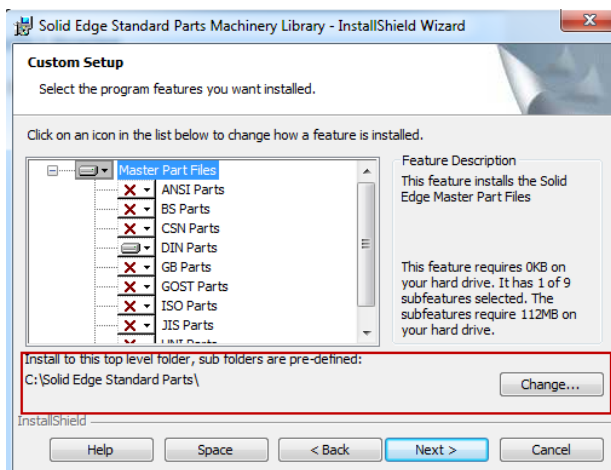 Solid Edge Standard Parts Machinery Library - InstallShield Wizard
Custom Setup
Select the program features you want installed.
Click on an icon in the list below to change how a feature is installed.
Master Part Files
ANSI Parts
BS Parts
CSN Parts
DIN Parts
GB Parts
GOST Parts
ISO Parts
JIS Parts
UNI Parts
Feature Description
This feature installs the Solid
Edge Master Part Files
This feature requires 0KB on
your hard drive. It has 1 of 9
subfeatures selected. The
subfeatures require 112MB on
your hard drive.
Install to this top level folder, sub folders are pre-defined:
C:\Solid Edge Standard Parts\
Change...
InstallShield
Help
Space
< Back
Next >
Cancel